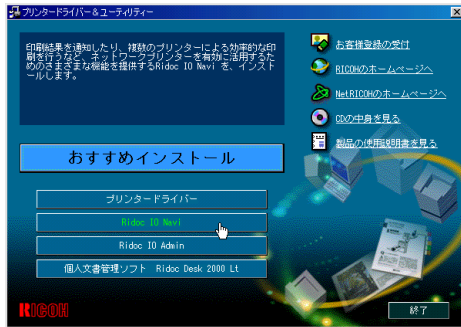 プリンタードライバー＆ユーティリティー
印刷結果を通知したり、複数のプリンターによる効率的な印
刷を行うなど、ネットワークプリンターを有効に活用するた
めのさまざまな機能を提供するRidoc IO Navi を、インスト
ールします。
お客様登録の受付
RICOHのホームページへ
NetRICOHのホームページへ
CDの中身を見る
製品の使用説明書を見る
おすすめインストール
プリンタードライバー
Ridoc IO Navi
Ridoc IO Admin
個人文書管理ソフト Ridoc Desk 2000 Lt
RICOH
終了